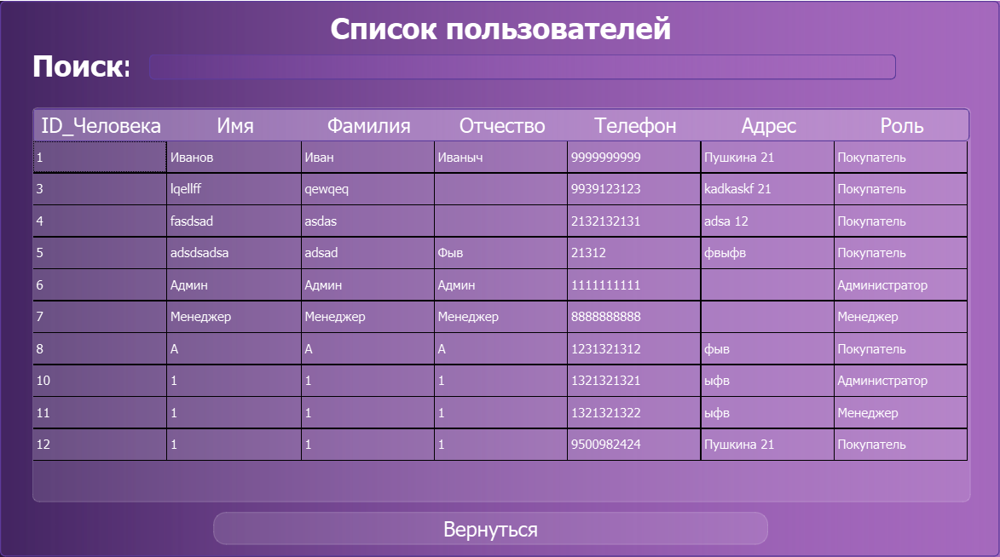 Список пользователей
Поиск:
ID_Человека Имя Фамилия Отчество Телефон Адрес Роль
1 Иванов Иван Иваныч 9999999999 Пушкина 21 Покупатель
3 lqellff qewqeq 9939123123 kadkaskf 21 Покупатель
4 fasdsad asdas 2132132131 adsa 12 Покупатель
5 adsdsadsa adsad Фыв 21312 фвыфв Покупатель
6 Админ Админ Админ 1111111111 Администратор
7 Менеджер Менеджер Менеджер 8888888888 Менеджер
8 А А А 1231321312 фыв Покупатель
10 1 1 1 1321321321 ыфв Администратор
11 1 1 1 1321321322 ыфв Менеджер
12 1 1 1 9500982424 Пушкина 21 Покупатель
Вернуться